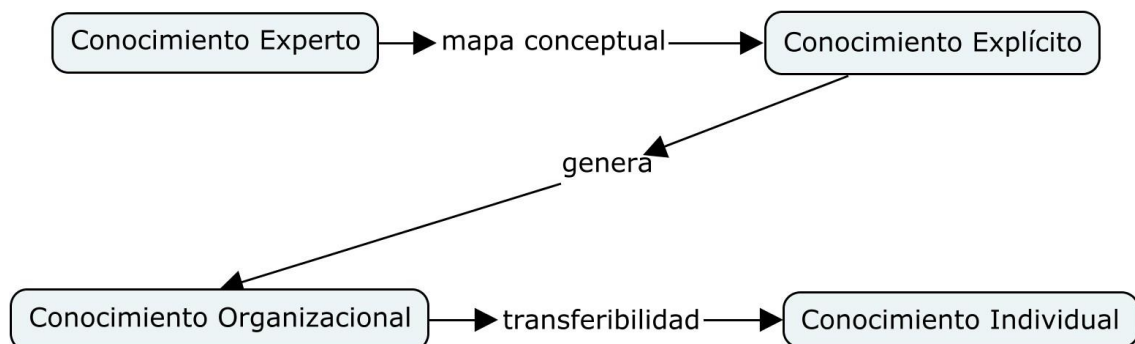 Conocimiento Experto
mapa conceptual
Conocimiento Explícito
genera
Conocimiento Organizacional
transferibilidad
Conocimiento Individual